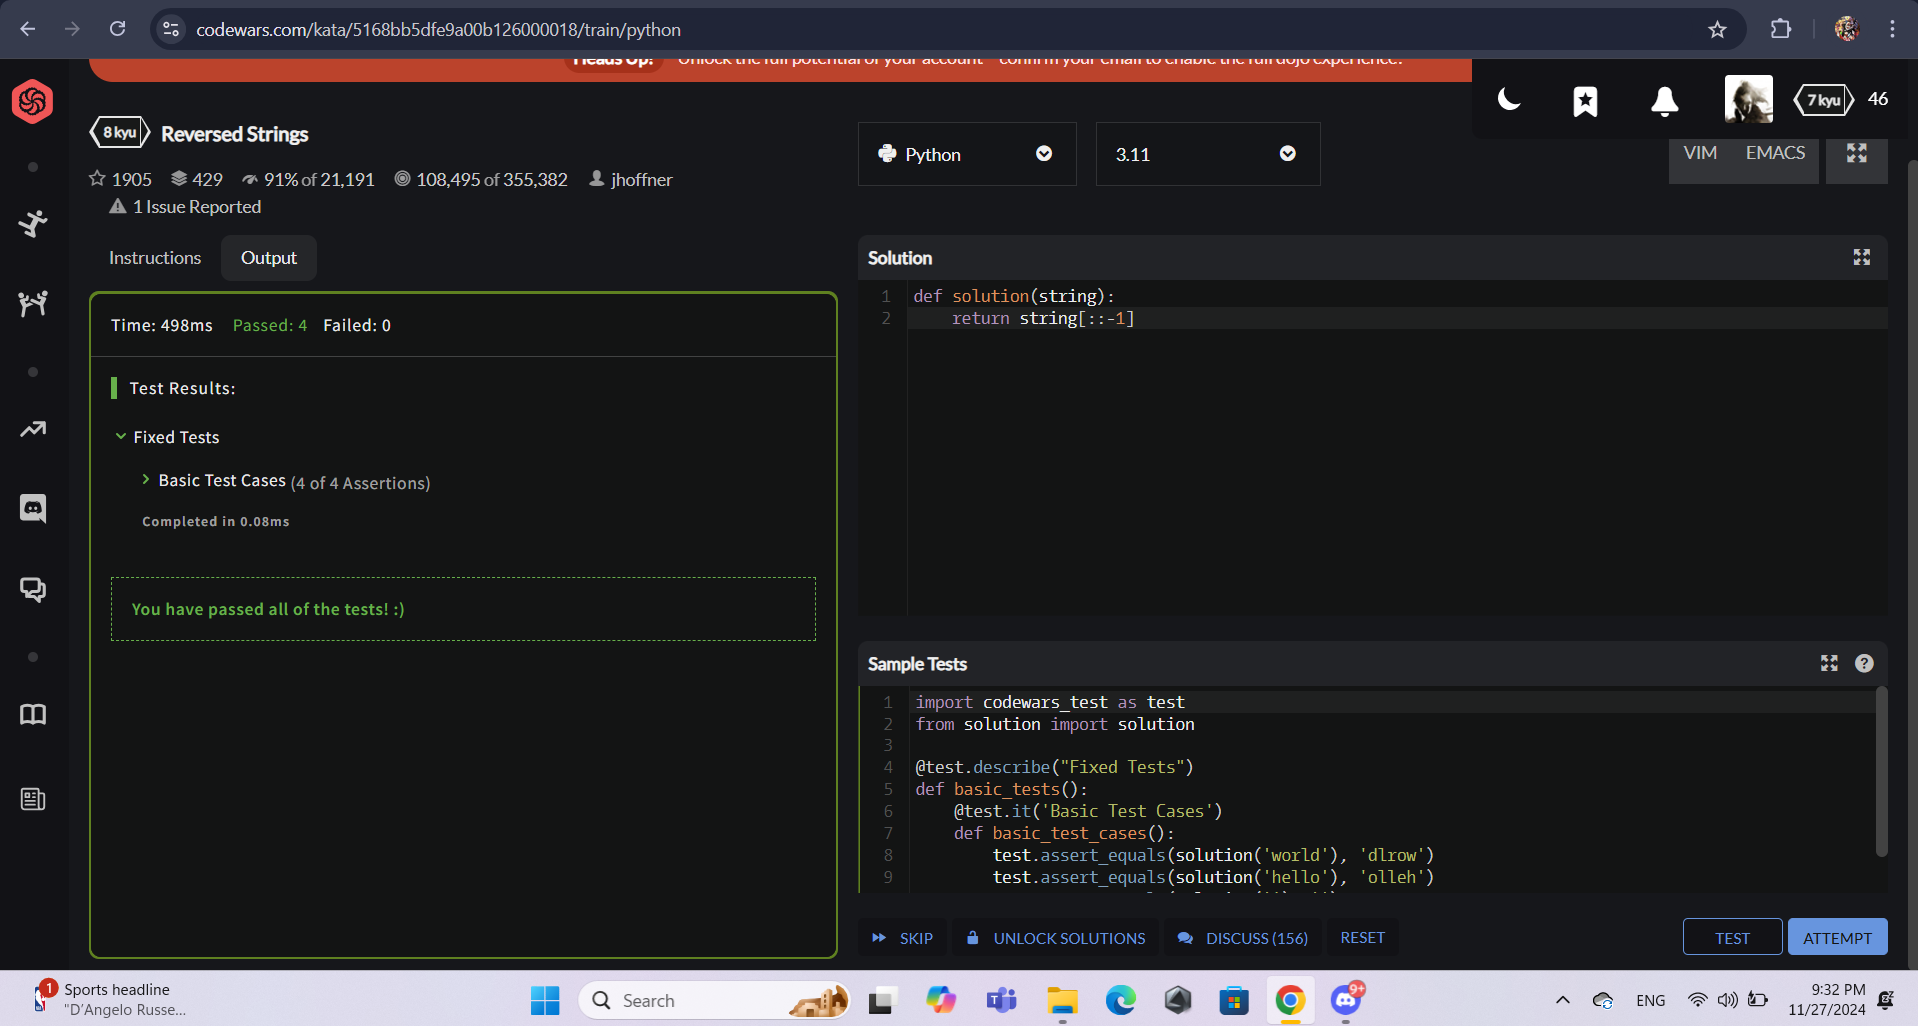 codewars.com/kata/5168bb5dfe9a00b126000018/train/python
Heads Up! Unlock the full potential of your account - confirm your email to enable the full dojo experience.
7 kyu 46
8 kyu Reversed Strings
1905 429 91% of 21,191 108,495 of 355,382 jhoffner
1 Issue Reported
Python
3.11
VIM EMACS
Instructions Output
Time: 498ms Passed: 4 Failed: 0
Test Results:
Fixed Tests
Basic Test Cases (4 of 4 Assertions)
Completed in 0.08ms
You have passed all of the tests! :)
Solution
1 def solution(string):
2     return string[::-1]
Sample Tests
?
1 import codewars_test as test
2 from solution import solution
3
4 @test.describe("Fixed Tests")
5 def basic_tests():
6     @test.it('Basic Test Cases')
7     def basic_test_cases():
8         test.assert_equals(solution('world'), 'dlrow')
9         test.assert_equals(solution('hello'), 'olleh')
SKIP UNLOCK SOLUTIONS DISCUSS (156) RESET TEST ATTEMPT
1 Sports headline
"D'Angelo Russe...
Search
9+
ENG
9:32 PM
11/27/2024